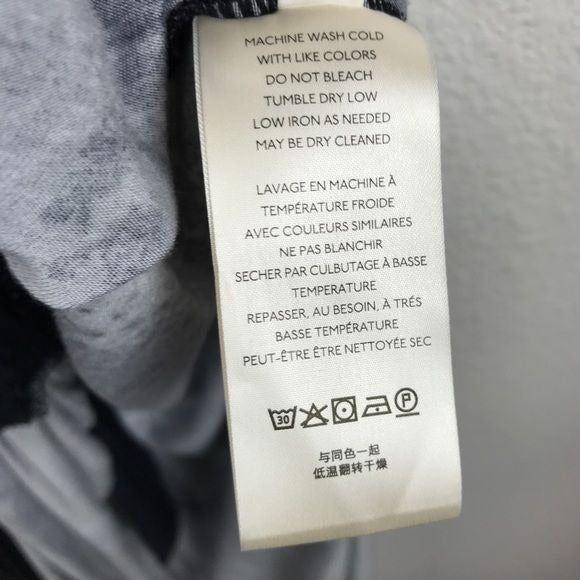 MACHINE WASH COLD
WITH LIKE COLORS
DO NOT BLEACH
TUMBLE DRY LOW
LOW IRON AS NEEDED
MAY BE DRY CLEANED
LAVAGE EN MACHINE À
TEMPÉRATURE FROIDE
AVEC COULEURS SIMILAIRES
NE PAS BLANCHIR
SECHER PAR CULBUTAGE À BASSE
TEMPERATURE
REPASSER, AU BESOIN, À TRÉS
BASSE TEMPÉRATURE
PEUT-ÊTRE ÊTRE NETTOYÉE SEC
30 P
与同色一起
低温翻转干燥